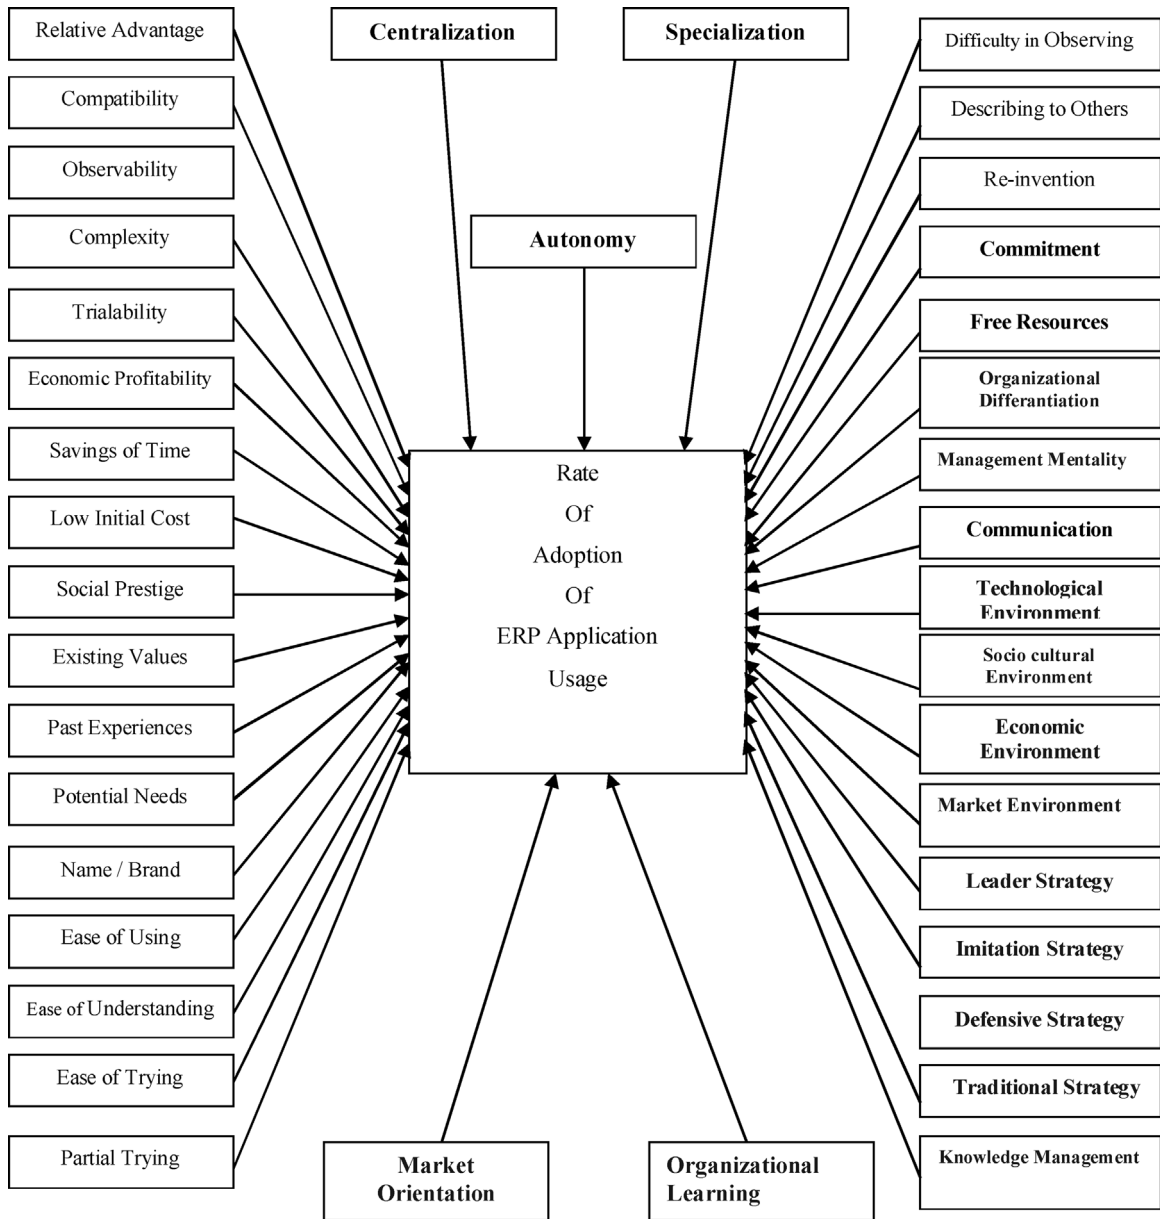 Relative Advantage
Compatibility
Observability
Complexity
Trialability
Economic Profitability
Savings of Time
Low Initial Cost
Social Prestige
Existing Values
Past Experiences
Potential Needs
Name / Brand
Ease of Using
Ease of Understanding
Ease of Trying
Partial Trying
Centralization
Specialization
Autonomy
Rate
Of
Adoption
Of
ERP Application
Usage
Market
Orientation
Organizational
Learning
Difficulty in Observing
Describing to Others
Re-invention
Commitment
Free Resources
Organizational
Differantiation
Management Mentality
Communication
Technological
Environment
Socio cultural
Environment
Economic
Environment
Market Environment
Leader Strategy
Imitation Strategy
Defensive Strategy
Traditional Strategy
Knowledge Management